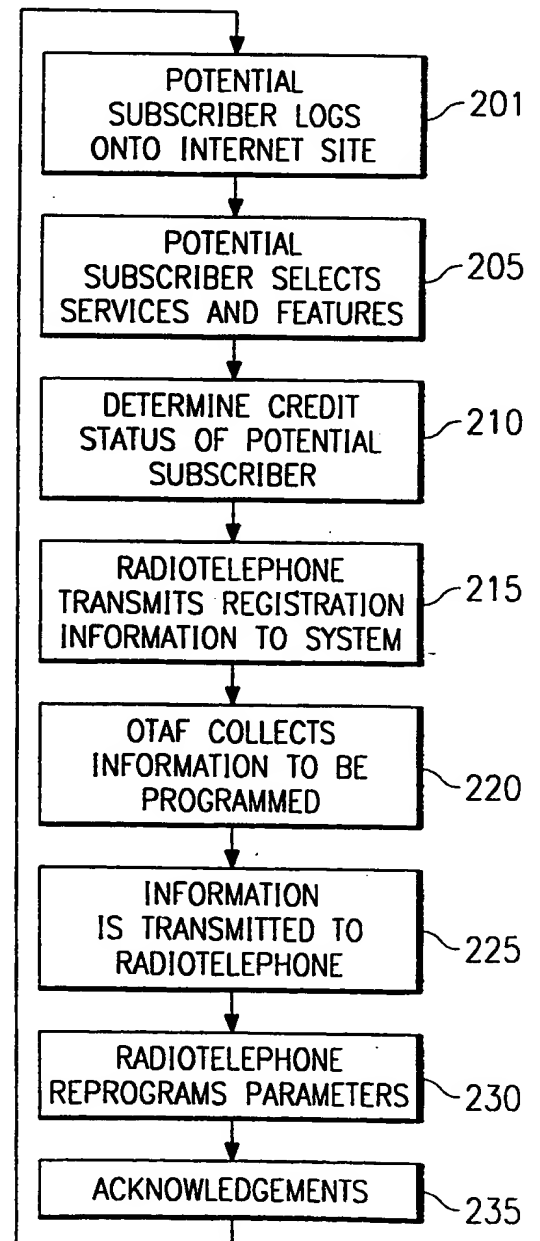 POTENTIAL
SUBSCRIBER LOGS
ONTO INTERNET SITE
201
POTENTIAL
SUBSCRIBER SELECTS
SERVICES AND FEATURES
205
DETERMINE CREDIT
STATUS OF POTENTIAL
SUBSCRIBER
210
RADIOTELEPHONE
TRANSMITS REGISTRATION
INFORMATION TO SYSTEM
215
OTAF COLLECTS
INFORMATION TO BE
PROGRAMMED
220
INFORMATION
IS TRANSMITTED TO
RADIOTELEPHONE
225
RADIOTELEPHONE
REPROGRAMS PARAMETERS
230
ACKNOWLEDGEMENTS
235